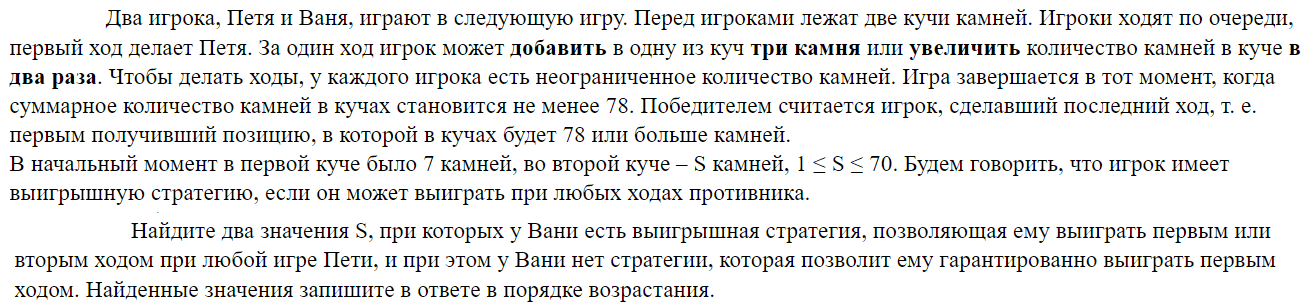 Два игрока, Петя и Ваня, играют в следующую игру. Перед игроками лежат две кучи камней. Игроки ходят по очереди,
первый ход делает Петя. За один ход игрок может добавить в одну из куч три камня или увеличить количество камней в куче в
два раза. Чтобы делать ходы, у каждого игрока есть неограниченное количество камней. Игра завершается в тот момент, когда
суммарное количество камней в кучах становится не менее 78. Победителем считается игрок, сделавший последний ход, т. е.
первым получивший позицию, в которой в кучах будет 78 или больше камней.
В начальный момент в первой куче было 7 камней, во второй куче – S камней, 1 ≤ S ≤ 70. Будем говорить, что игрок имеет
выигрышную стратегию, если он может выиграть при любых ходах противника.
Найдите два значения S, при которых у Вани есть выигрышная стратегия, позволяющая ему выиграть первым или
вторым ходом при любой игре Пети, и при этом у Вани нет стратегии, которая позволит ему гарантированно выиграть первым
ходом. Найденные значения запишите в ответе в порядке возрастания.